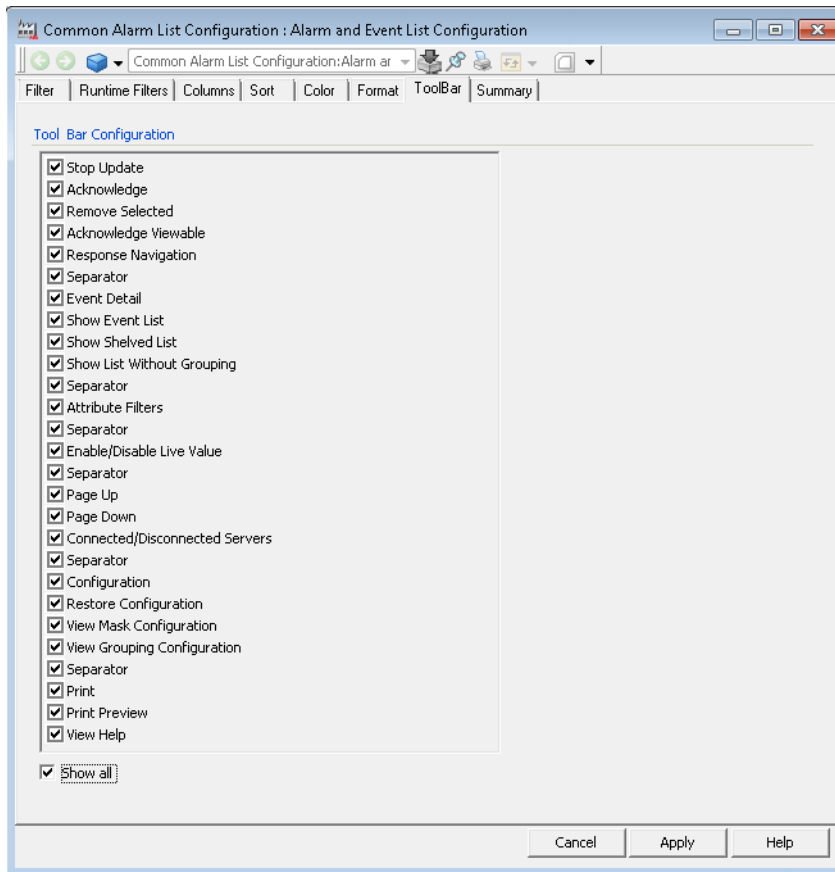 Common Alarm List Configuration : Alarm and Event List Configuration
Common Alarm List Configuration:Alarm ar
Filter Runtime Filters Columns Sort Color Format ToolBar Summary
Tool Bar Configuration
Stop Update
Acknowledge
Remove Selected
Acknowledge Viewable
Response Navigation
Separator
Event Detail
Show Event List
Show Shelved List
Show List Without Grouping
Separator
Attribute Filters
Separator
Enable/Disable Live Value
Separator
Page Up
Page Down
Connected/Disconnected Servers
Separator
Configuration
Restore Configuration
View Mask Configuration
View Grouping Configuration
Separator
Print
Print Preview
View Help
Show all
Cancel Apply Help